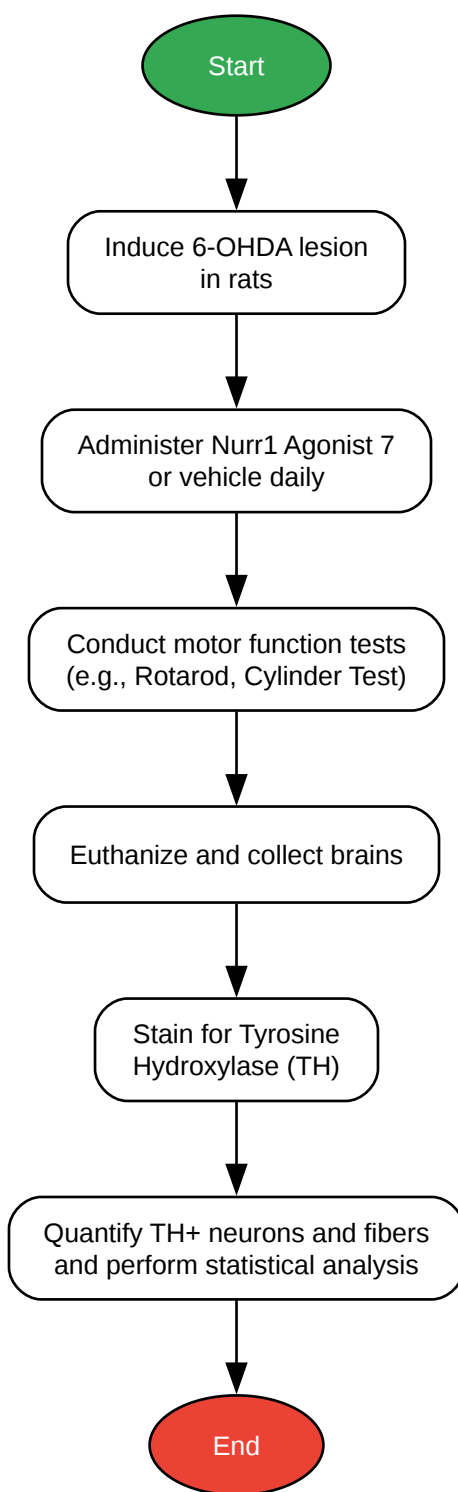 Start
Induce 6-OHDA lesion
in rats
Administer Nurr1 Agonist 7
or vehicle daily
Conduct motor function tests
(e.g., Rotarod, Cylinder Test)
Euthanize and collect brains
Stain for Tyrosine
Hydroxylase (TH)
Quantify TH+ neurons and fibers
and perform statistical analysis
End